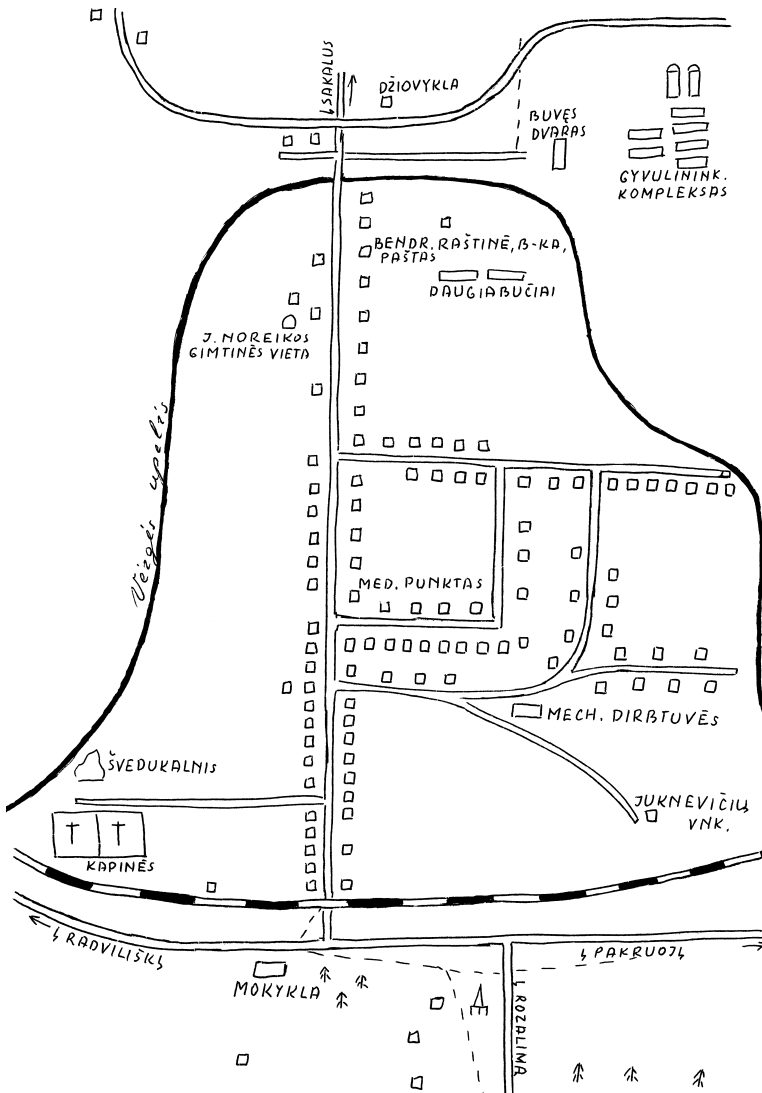 Į SAKALUS
DŽIOVYKLA
BUVĘS
DVARAS
GYVULININK.
KOMPLEKSAS
BENDR. RAŠTINĖ, B-KA,
PAŠTAS
DAUGIABUČIAI
J. NOREIKOS
GIMTINĖS VIETA
Vėzgės upelis
MED. PUNKTAS
MECH. DIRBTUVĖS
ŠVEDUKALNIS
JUKNEVIČIŲ
VNK.
KAPINĖS
Į RADVILIŠKĮ
Į PAKRUOJĮ
MOKYKLA
Į ROZALIMĄ